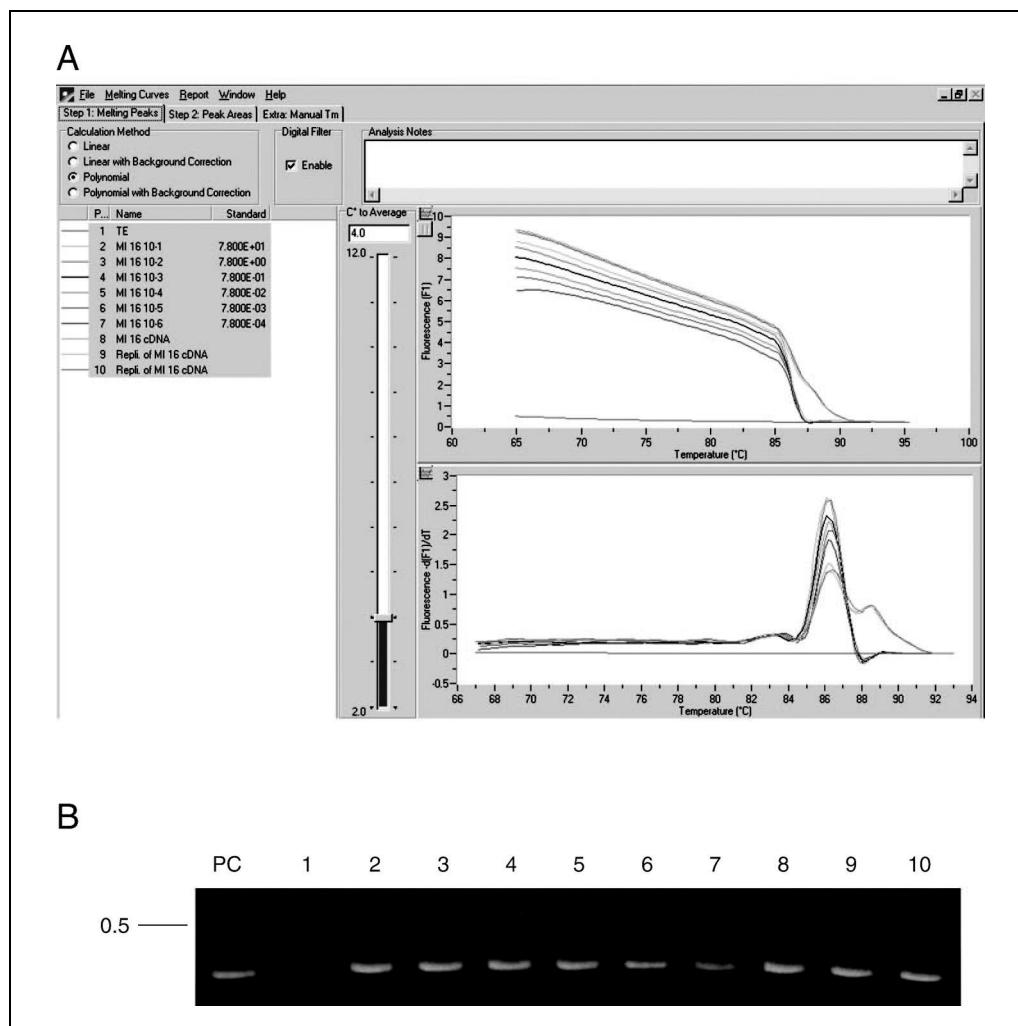 A
File Melting Curves Report Window Help
Step 1: Melting Peaks Step 2: Peak Areas Extra: Manual Tm
Calculation Method
Linear
Linear with Background Correction
Polynomial
Polynomial with Background Correction
Digital Filter
Enable
Analysis Notes
P... Name Standard
1 TE
2 MI 16 10-1 7.800E+01
3 MI 16 10-2 7.800E+00
4 MI 16 10-3 7.800E-01
5 MI 16 10-4 7.800E-02
6 MI 16 10-5 7.800E-03
7 MI 16 10-6 7.800E-04
8 MI 16 cDNA
9 Repli. of MI 16 cDNA
10 Repli. of MI 16 cDNA
C° to Average
4.0
12.0
2.0
Fluorescence (F1)
10
9
8
7
6
5
4
3
2
1
0
60 65 70 75 80 85 90 95 100
Temperature (°C)
Fluorescence -d(F1)/dT
3
2.5
2
1.5
1
0.5
0
-0.5
66 68 70 72 74 76 78 80 82 84 86 88 90 92 94
Temperature (°C)
B
PC 1 2 3 4 5 6 7 8 9 10
0.5